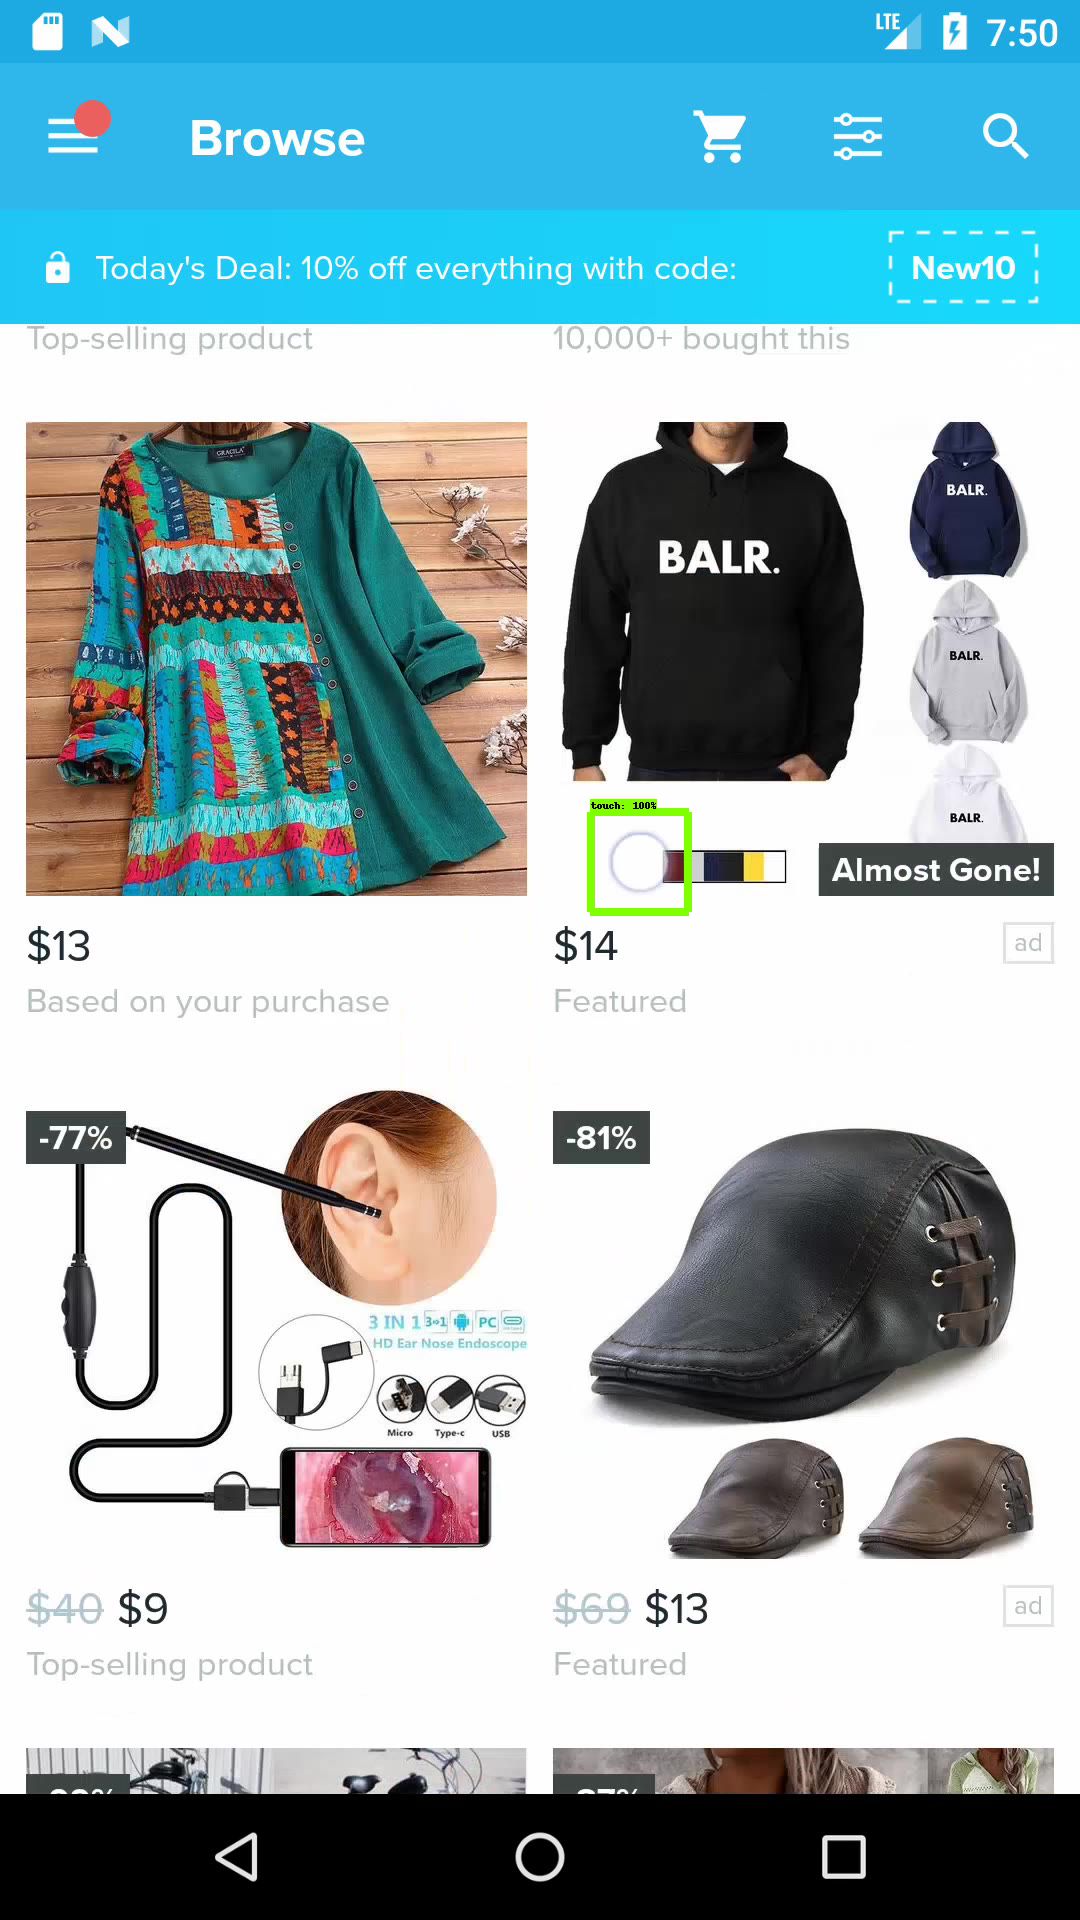 LTE 7:50
Browse
Today's Deal: 10% off everything with code: New10
Top-selling product
10,000+ bought this
GRACILA
BALR.
BALR.
BALR.
BALR.
touch: 100%
Almost Gone!
$13
Based on your purchase
$14 ad
Featured
-77%
3 IN 1 PC
HD Ear Nose Endoscope
Micro Type-c USB
$40 $9
Top-selling product
-81%
$69 $13 ad
Featured